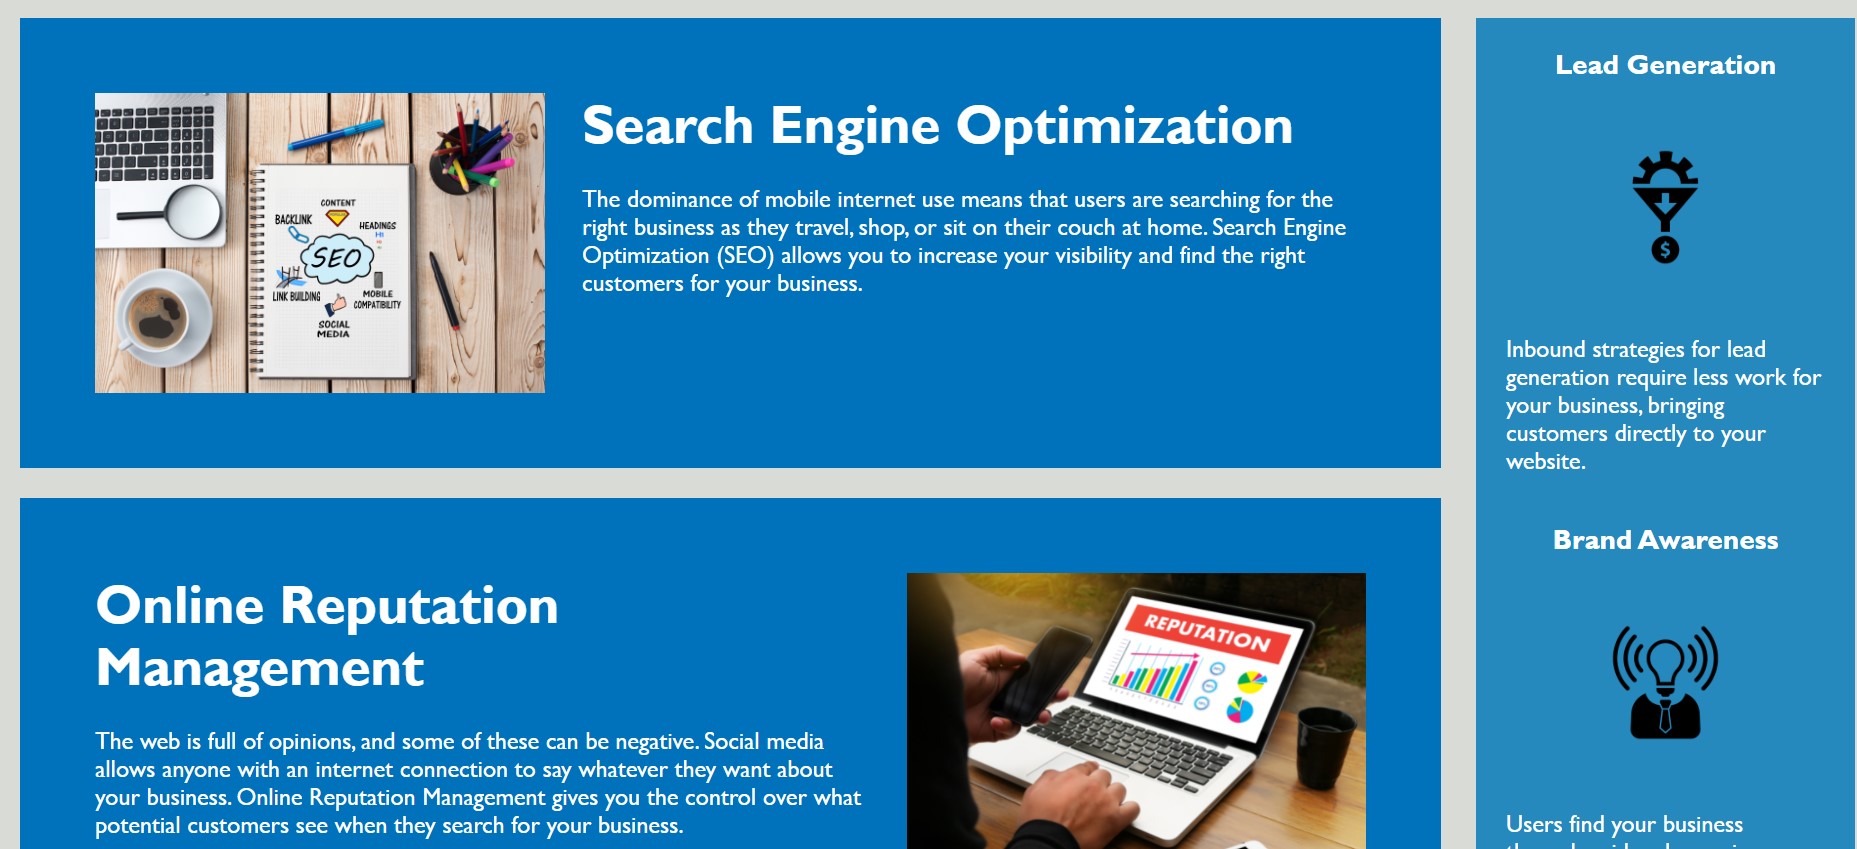 Search Engine Optimization
The dominance of mobile internet use means that users are searching for the
right business as they travel, shop, or sit on their couch at home. Search Engine
Optimization (SEO) allows you to increase your visibility and find the right
customers for your business.
CONTENT
BACKLINK
HEADINGS
H1
SEO
LINK BUILDING
MOBILE
COMPATIBILITY
SOCIAL
MEDIA
Online Reputation
Management
The web is full of opinions, and some of these can be negative. Social media
allows anyone with an internet connection to say whatever they want about
your business. Online Reputation Management gives you the control over what
potential customers see when they search for your business.
REPUTATION
Lead Generation
$
Inbound strategies for lead
generation require less work for
your business, bringing
customers directly to your
website.
Brand Awareness
Users find your business